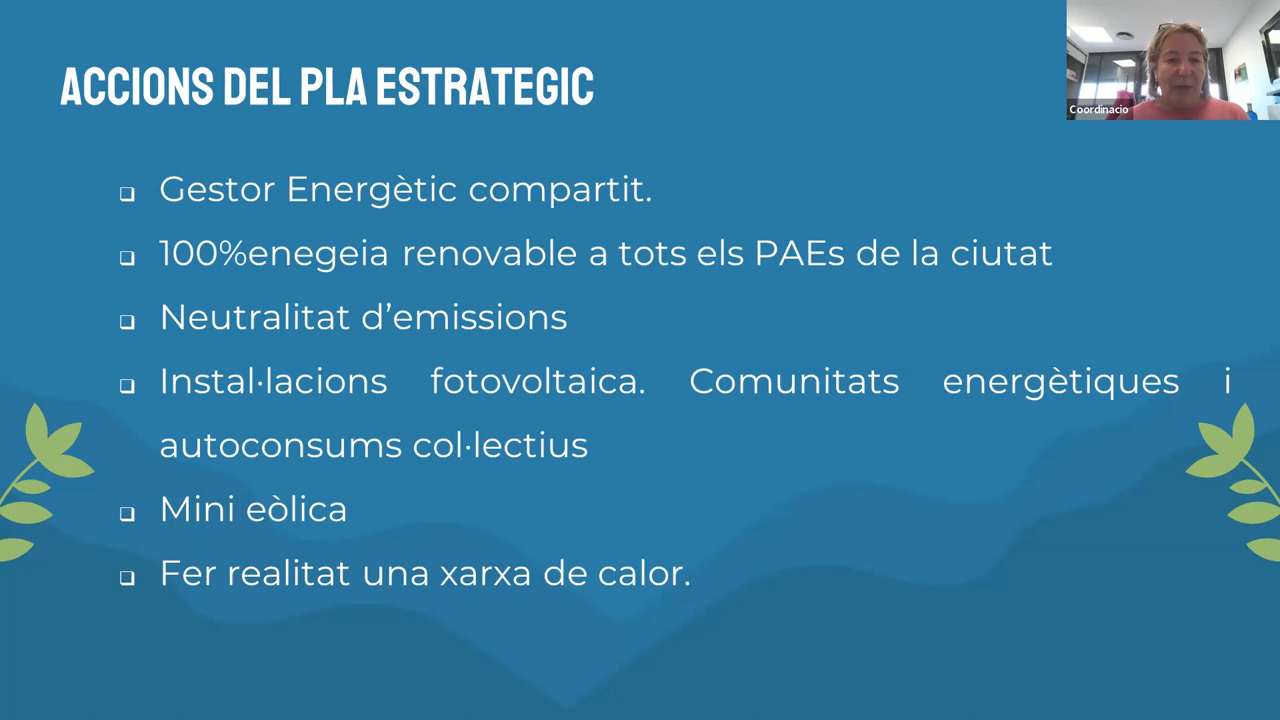 ACCIONS DEL PLA ESTRATEGIC
Coordinacio
Gestor Energètic compartit.
100%enegeia renovable a tots els PAEs de la ciutat
Neutralitat d’emissions
Instal·lacions fotovoltaica. Comunitats energètiques i
autoconsums col·lectius
Mini eòlica
Fer realitat una xarxa de calor.